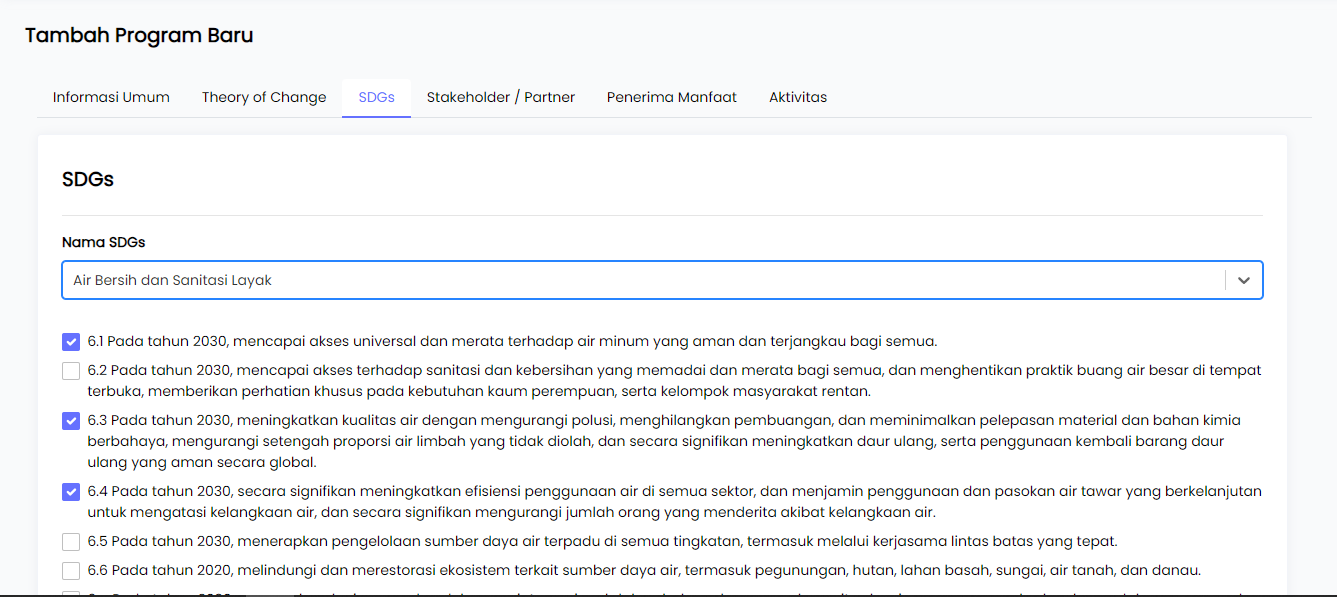 Tambah Program Baru
Informasi Umum
Theory of Change
SDGs
Stakeholder / Partner
Penerima Manfaat
Aktivitas
SDGs
Nama SDGs
Air Bersih dan Sanitasi Layak
6.1 Pada tahun 2030, mencapai akses universal dan merata terhadap air minum yang aman dan terjangkau bagi semua.
6.2 Pada tahun 2030, mencapai akses terhadap sanitasi dan kebersihan yang memadai dan merata bagi semua, dan menghentikan praktik buang air besar di tempat
terbuka, memberikan perhatian khusus pada kebutuhan kaum perempuan, serta kelompok masyarakat rentan.
6.3 Pada tahun 2030, meningkatkan kualitas air dengan mengurangi polusi, menghilangkan pembuangan, dan meminimalkan pelepasan material dan bahan kimia
berbahaya, mengurangi setengah proporsi air limbah yang tidak diolah, dan secara signifikan meningkatkan daur ulang, serta penggunaan kembali barang daur
ulang yang aman secara global.
6.4 Pada tahun 2030, secara signifikan meningkatkan efisiensi penggunaan air di semua sektor, dan menjamin penggunaan dan pasokan air tawar yang berkelanjutan
untuk mengatasi kelangkaan air, dan secara signifikan mengurangi jumlah orang yang menderita akibat kelangkaan air.
6.5 Pada tahun 2030, menerapkan pengelolaan sumber daya air terpadu di semua tingkatan, termasuk melalui kerjasama lintas batas yang tepat.
6.6 Pada tahun 2020, melindungi dan merestorasi ekosistem terkait sumber daya air, termasuk pegunungan, hutan, lahan basah, sungai, air tanah, dan danau.